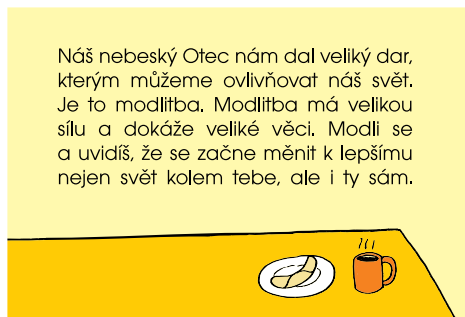 Náš nebeský Otec nám dal veliký dar,
kterým můžeme ovlivňovat náš svět.
Je to modlitba. Modlitba má velikou
sílu a dokáže veliké věci. Modli se
a uvidíš, že se začne měnit k lepšímu
nejen svět kolem tebe, ale i ty sám.